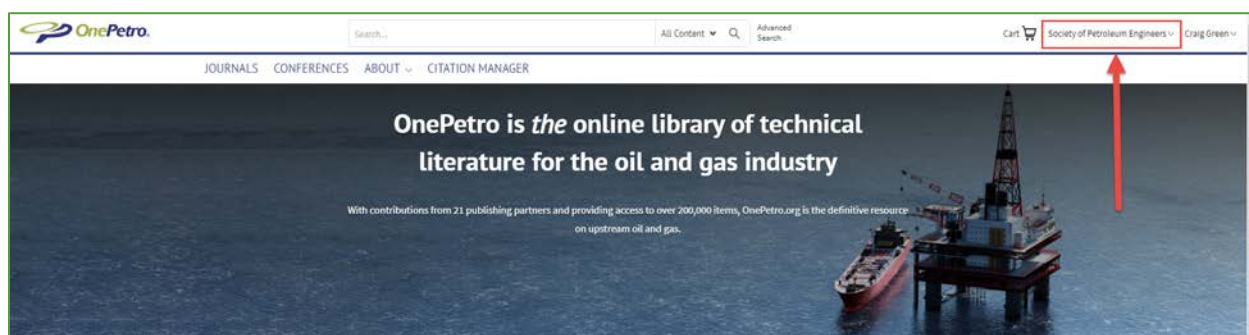 OnePetro.
Search...
All Content
Advanced
Search
Cart
Society of Petroleum Engineers
Craig Green
JOURNALS CONFERENCES ABOUT CITATION MANAGER
OnePetro is the online library of technical
literature for the oil and gas industry
With contributions from 21 publishing partners and providing access to over 200,000 items, OnePetro.org is the definitive resource
on upstream oil and gas.